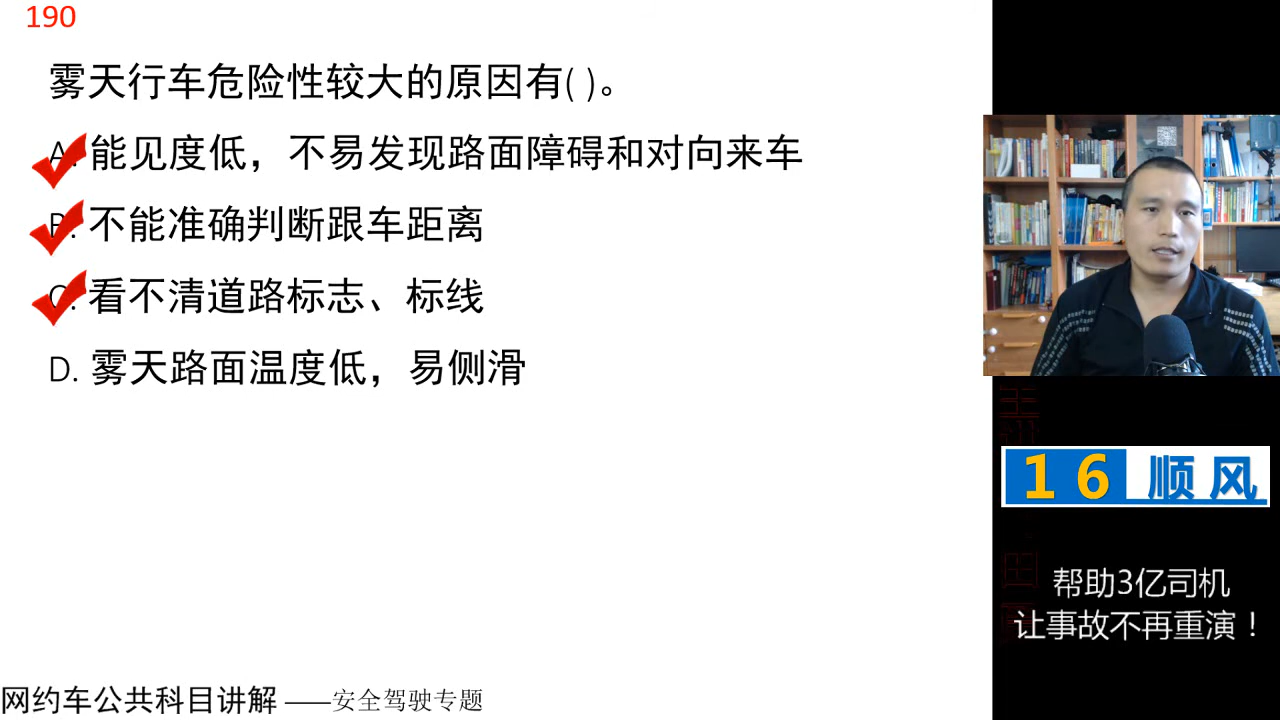 190
雾天行车危险性较大的原因有( )。
A. 能见度低，不易发现路面障碍和对向来车
B. 不能准确判断跟车距离
C. 看不清道路标志、标线
D. 雾天路面温度低，易侧滑
16顺风
帮助3亿司机
让事故不再重演！
网约车公共科目讲解 ——安全驾驶专题